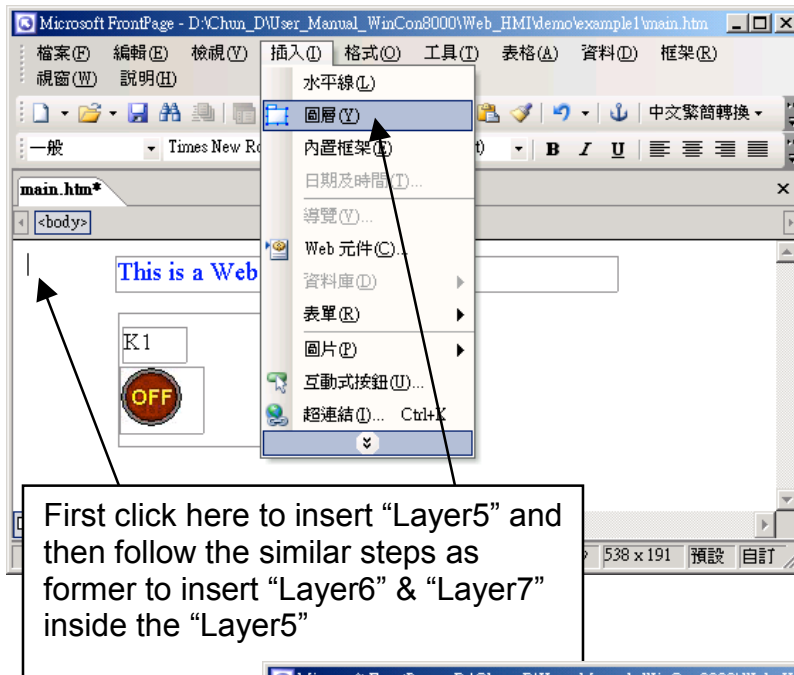 Microsoft FrontPage - D:\Chun_D\User_Manual_WinCon8000\Web_HMI\demo\example1\main.htm
檔案(F) 編輯(E) 檢視(V) 插入(I) 格式(O) 工具(T) 表格(A) 資料(D) 框架(R)
視窗(W) 說明(H)
中文繁簡轉換
一般 Times New B I U
main.htm*
<body>
水平線(L)
圖層(Y)
內置框架(E)
日期及時間(T)...
導覽(V)...
Web 元件(C)...
資料庫(D)
表單(R)
圖片(P)
互動式按鈕(U)...
超連結(I)... Ctrl+K
This is a Web
K1
OFF
538 x 191 預設 自訂
First click here to insert “Layer5” and
then follow the similar steps as
former to insert “Layer6” & “Layer7”
inside the “Layer5”